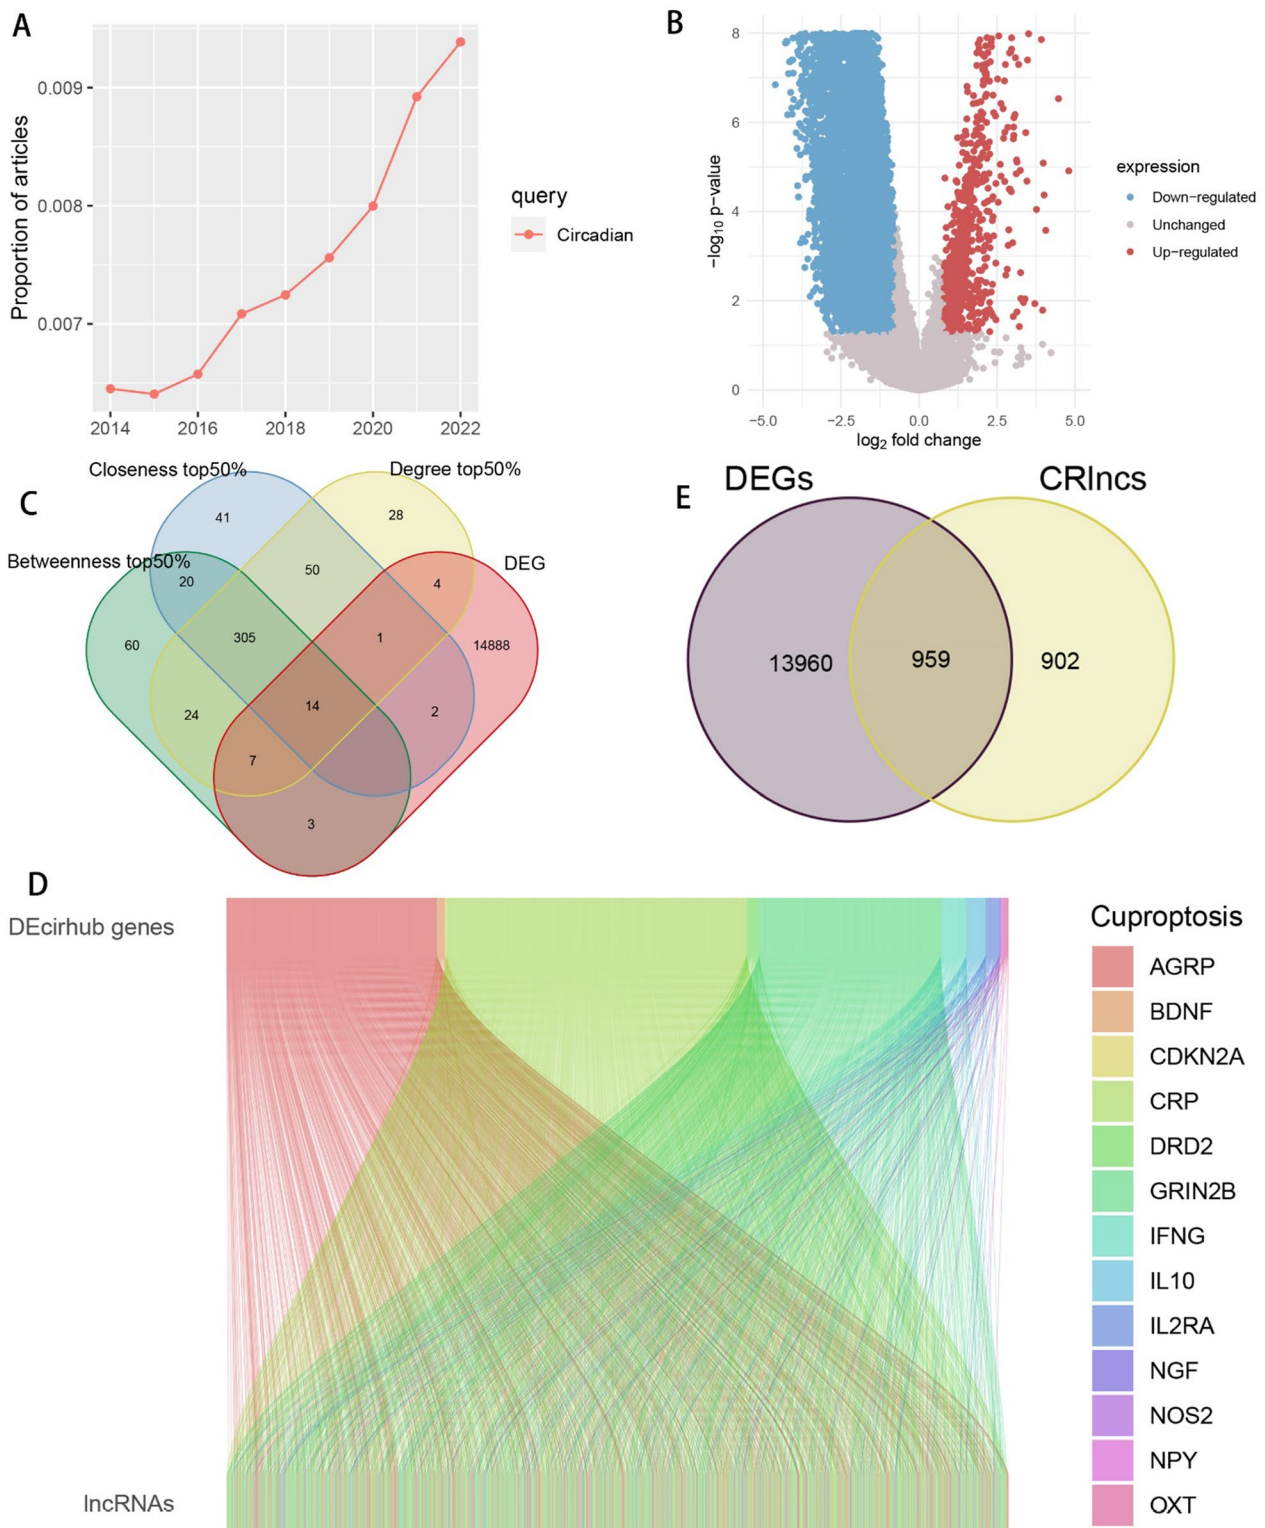 A
Proportion of articles
0.009
0.008
0.007
2014 2016 2018 2020 2022
query
Circadian
B
−log10 p−value
8
6
4
2
0
−5.0 −2.5 0.0 2.5 5.0
log2 fold change
expression
Down−regulated
Unchanged
Up−regulated
C
Closeness top50%
Degree top50%
Betweenness top50%
DEG
41
28
20
50
4
60
305
1
14888
24
14
2
7
3
E
DEGs
CRlncs
13960
959
902
D
DEcirhub genes
lncRNAs
Cuproptosis
AGRP
BDNF
CDKN2A
CRP
DRD2
GRIN2B
IFNG
IL10
IL2RA
NGF
NOS2
NPY
OXT